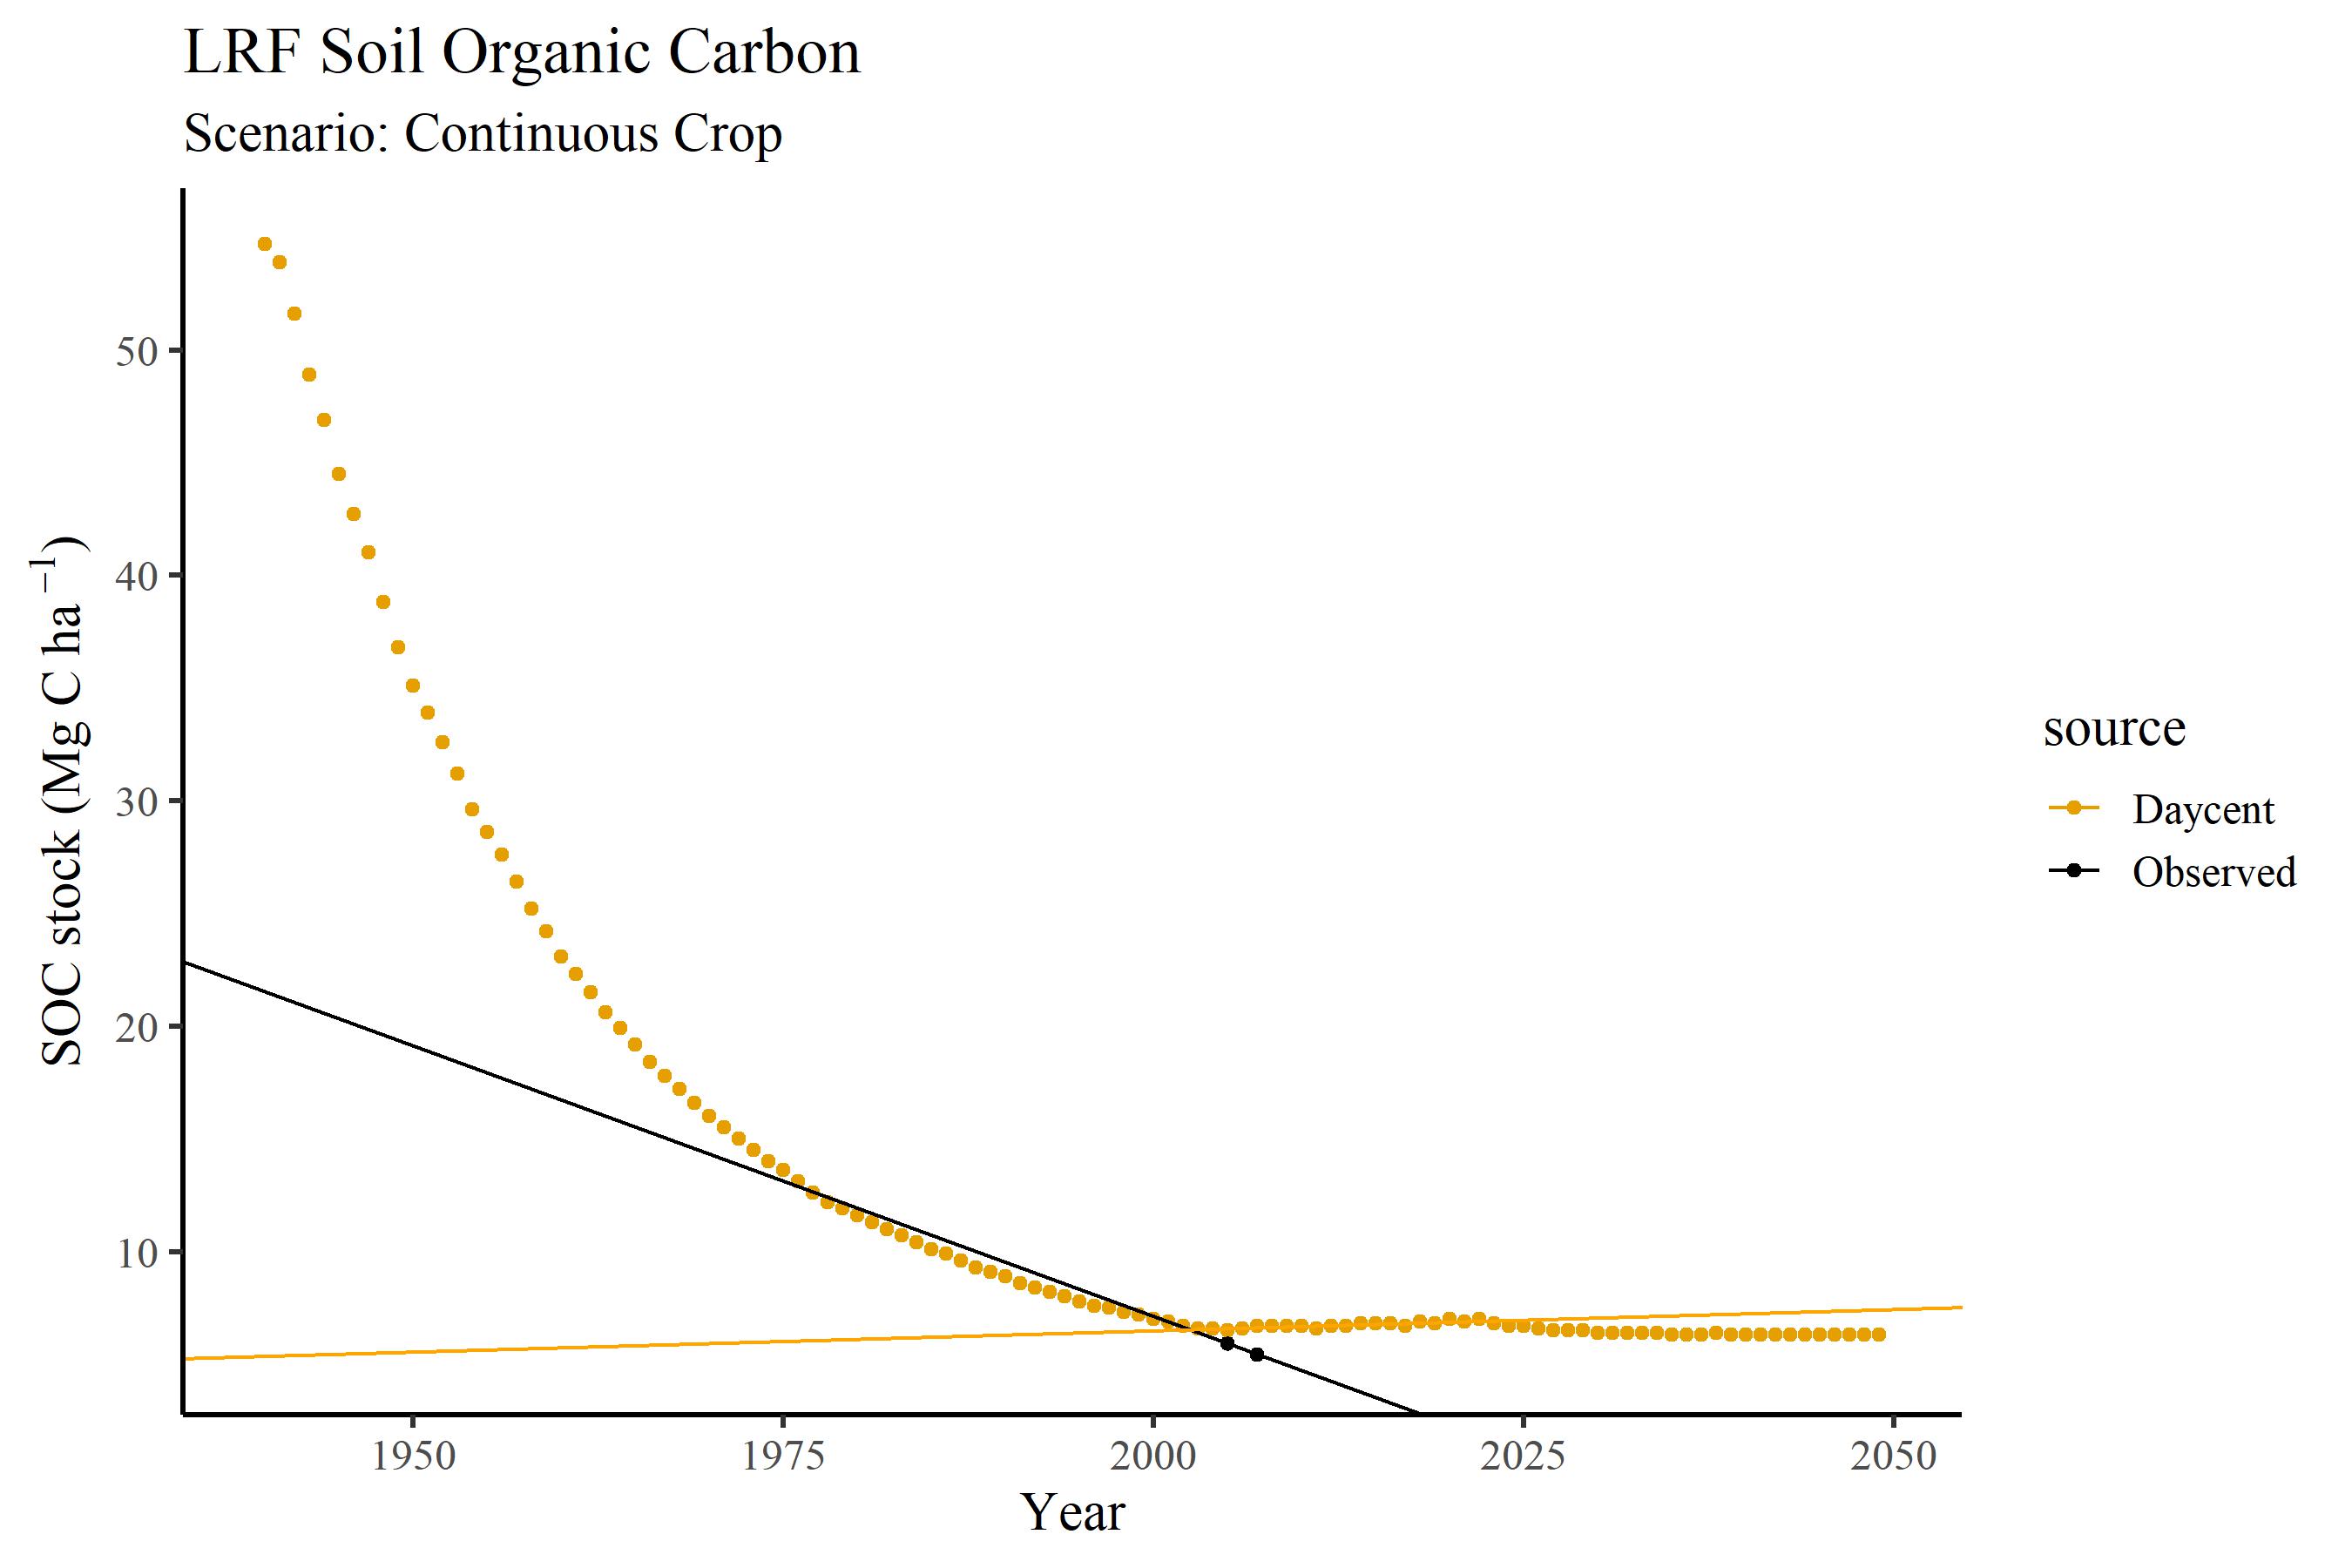 LRF Soil Organic Carbon
Scenario: Continuous Crop
SOC stock (Mg C ha ⁻¹)
50
40
30
20
10
1950 1975 2000 2025 2050
Year
source
Daycent
Observed